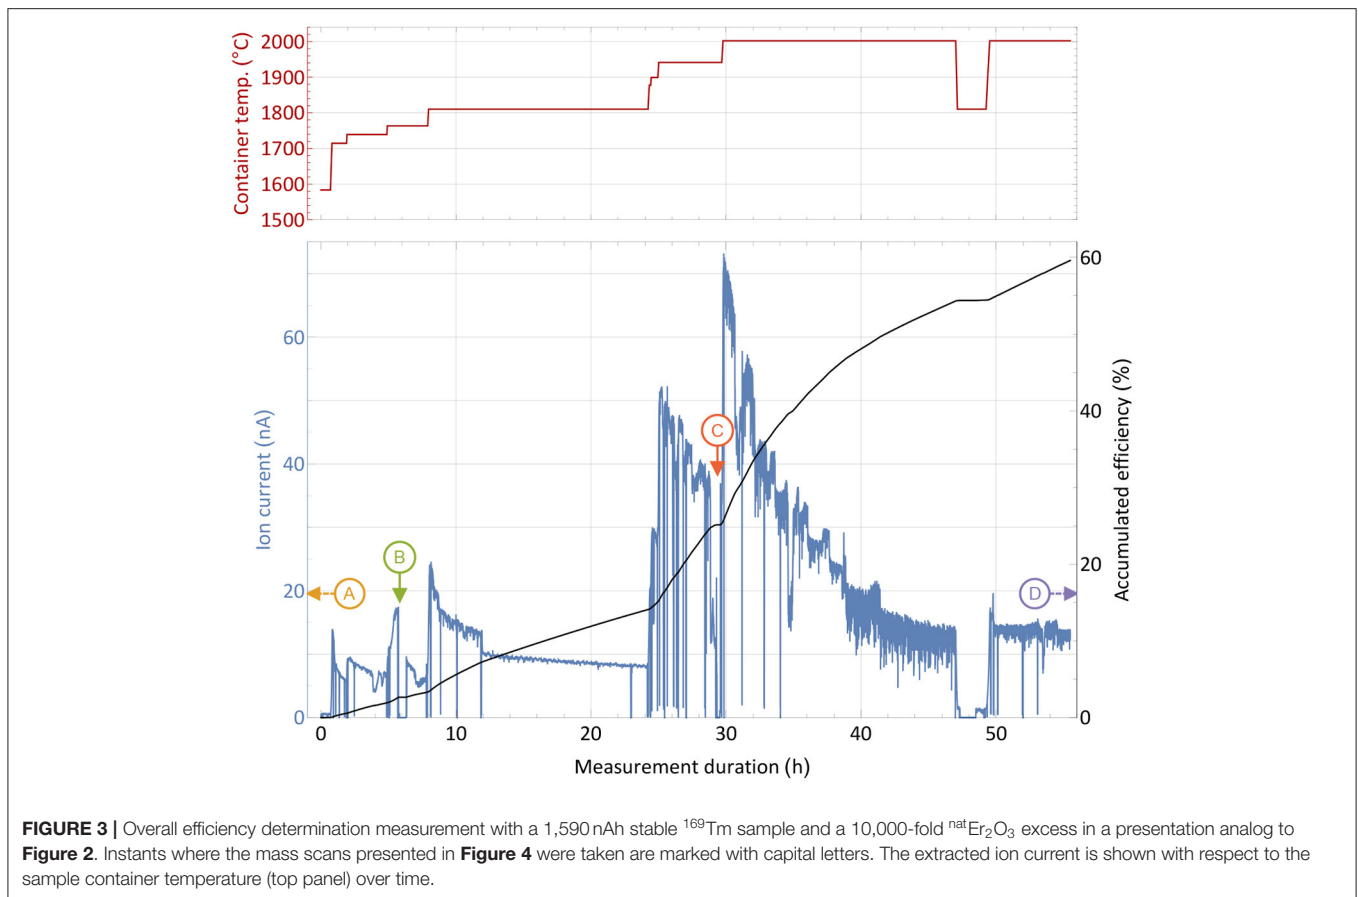 Container temp. (°C)
2000
1900
1800
1700
1600
1500
Ion current (nA)
60
40
20
0
Accumulated efficiency (%)
60
40
20
0
A
B
C
D
0 10 20 30 40 50
Measurement duration (h)
FIGURE 3 | Overall efficiency determination measurement with a 1,590 nAh stable ¹⁶⁹Tm sample and a 10,000-fold ⁿᵃᵗEr₂O₃ excess in a presentation analog to
Figure 2. Instants where the mass scans presented in Figure 4 were taken are marked with capital letters. The extracted ion current is shown with respect to the
sample container temperature (top panel) over time.